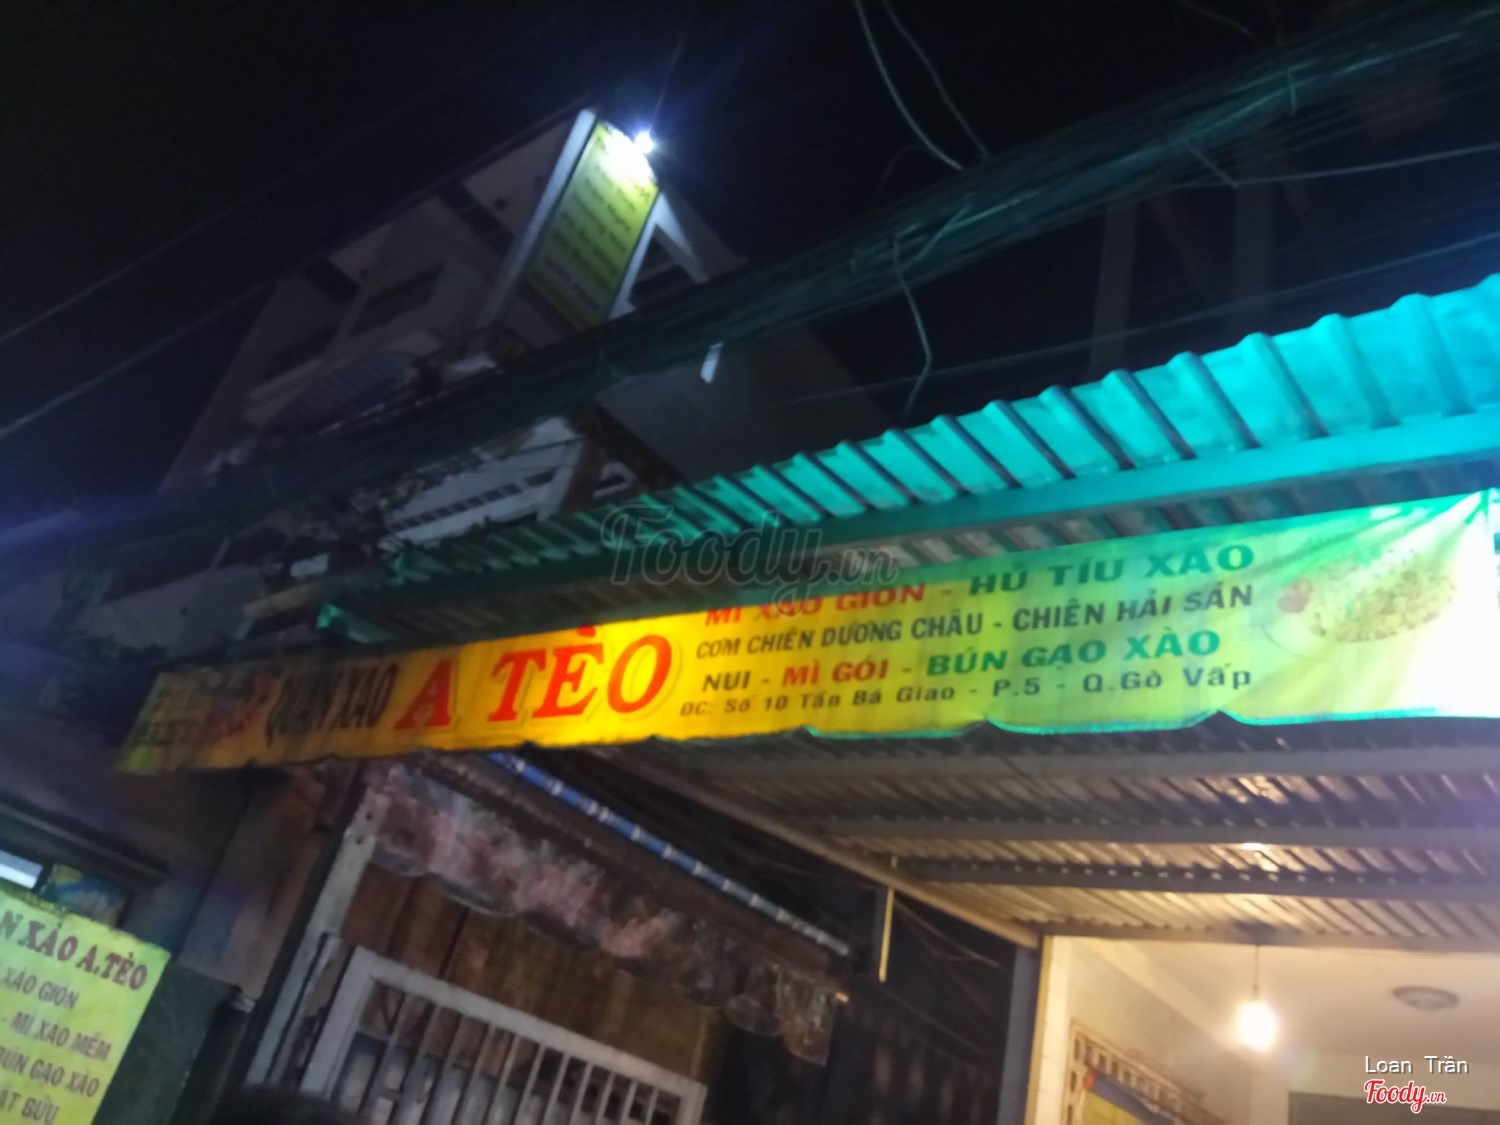 QUÁN XÀO A TÈO
MÌ XÀO GIÒN - HỦ TÍU XÀO
CƠM CHIÊN DƯƠNG CHÂU - CHIÊN HẢI SẢN
NUI - MÌ GÓI - BÚN GẠO XÀO
ĐC: Số 10 Tân Bá Giao - P.5 - Q.Gò Vấp
N XÀO A.TÈO
XÀO GIÒN
- MÌ XÀO MỀM
BÚN GẠO XÀO
Foody.vn
Loan Trần
Foody.vn